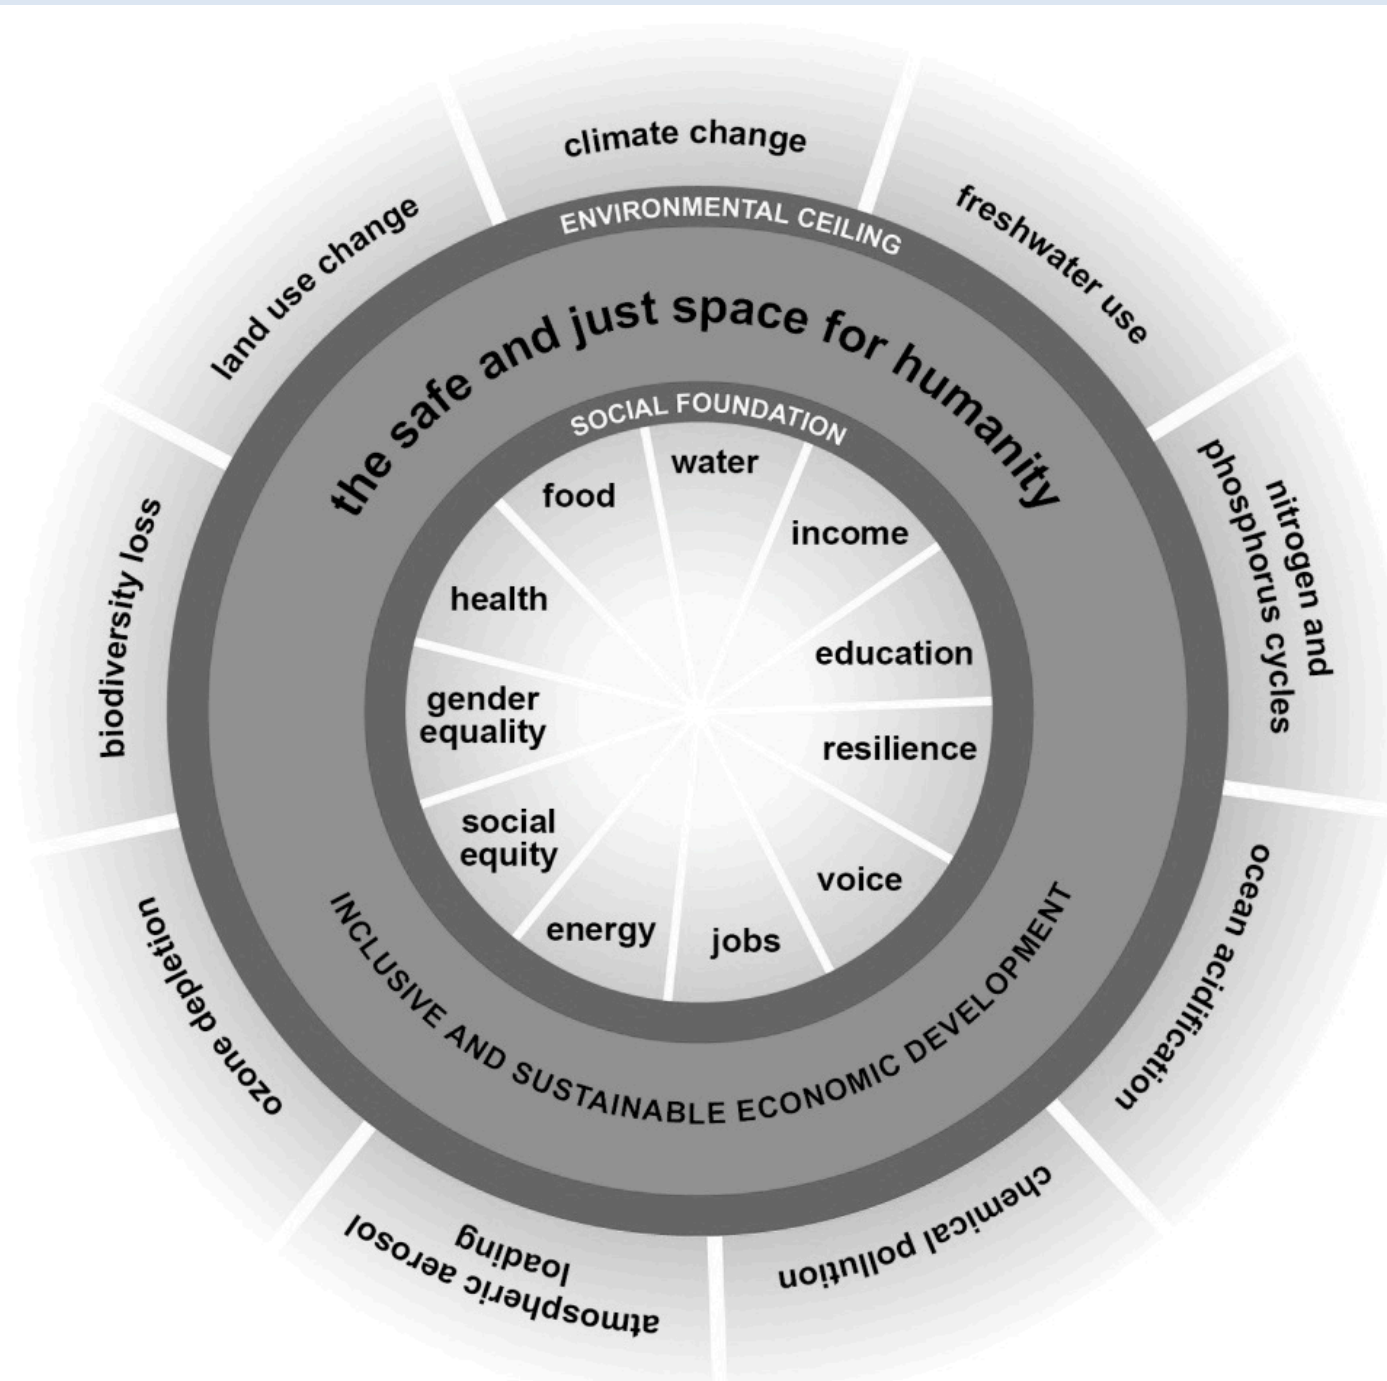 climate change
freshwater use
nitrogen and
phosphorus cycles
ocean acidification
chemical pollution
atmospheric aerosol
loading
ozone depletion
biodiversity loss
land use change
ENVIRONMENTAL CEILING
the safe and just space for humanity
SOCIAL FOUNDATION
water
income
education
resilience
voice
jobs
energy
social
equity
gender
equality
health
food
INCLUSIVE AND SUSTAINABLE ECONOMIC DEVELOPMENT